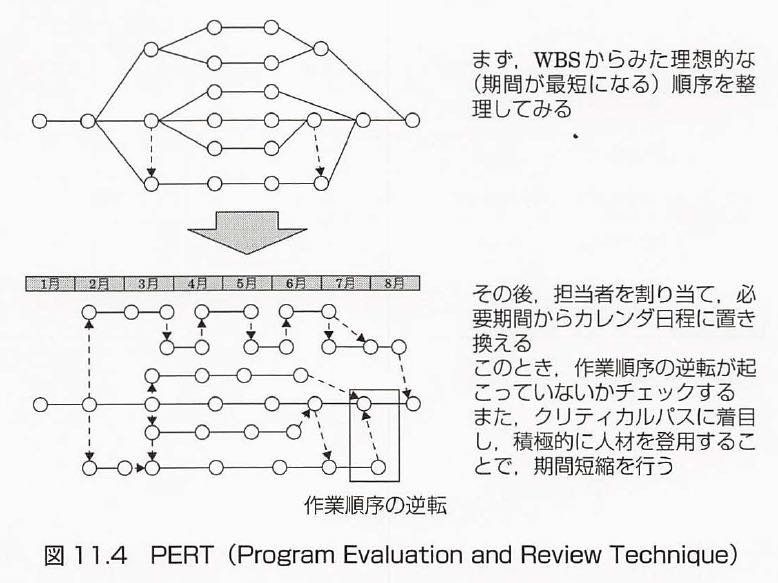 まず，WBSからみた理想的な
（期間が最短になる）順序を整
理してみる
1月 2月 3月 4月 5月 6月 7月 8月
その後，担当者を割り当て，必
要期間からカレンダ日程に置き
換える
このとき，作業順序の逆転が起
こっていないかチェックする
また，クリティカルパスに着目
し，積極的に人材を登用するこ
とで，期間短縮を行う
作業順序の逆転
図 11.4 PERT（Program Evaluation and Review Technique）